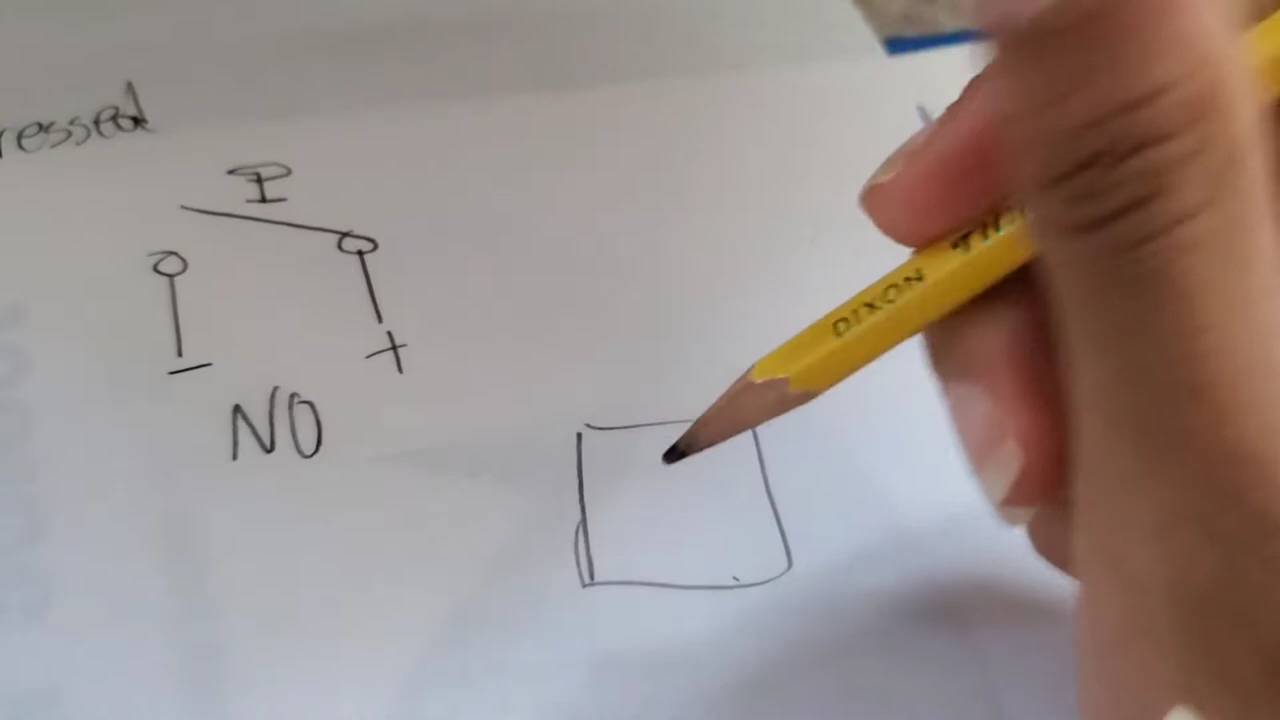 ressed
I
- +
NO
DIXON